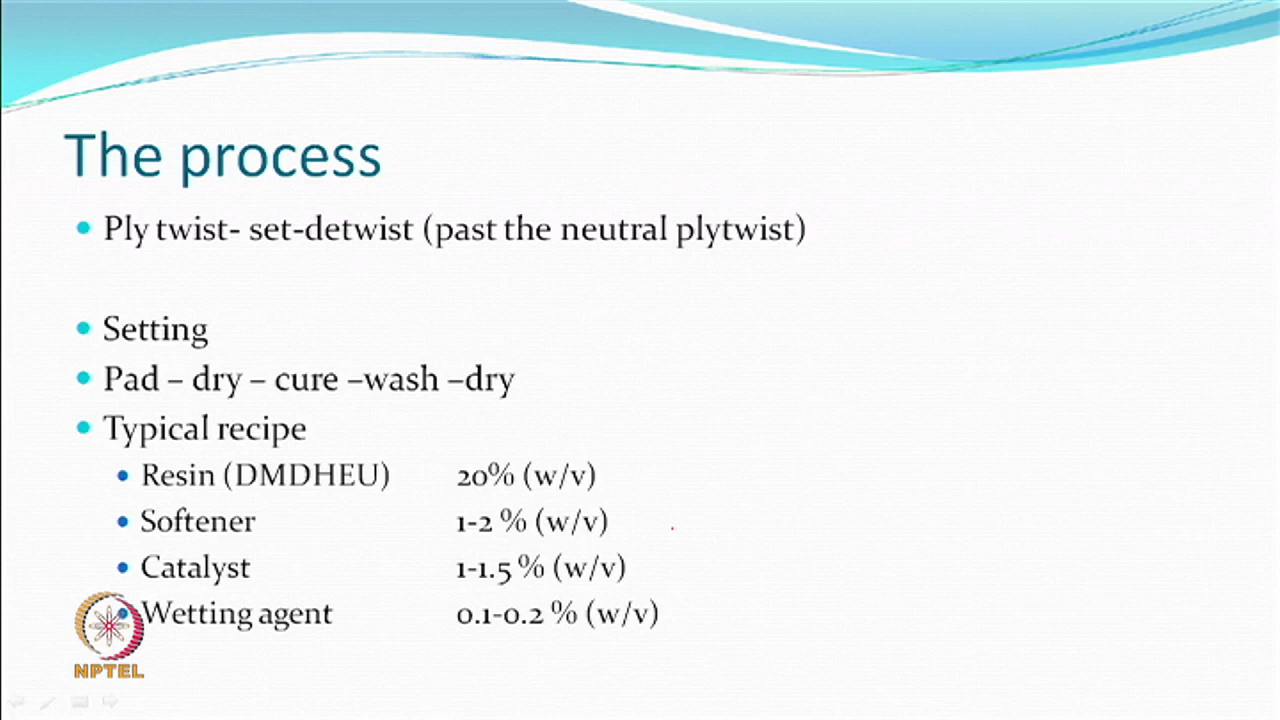 The process
Ply twist- set-detwist (past the neutral plytwist)
Setting
Pad – dry – cure –wash –dry
Typical recipe
Resin (DMDHEU) 20% (w/v)
Softener 1-2 % (w/v)
Catalyst 1-1.5 % (w/v)
Wetting agent 0.1-0.2 % (w/v)
NPTEL